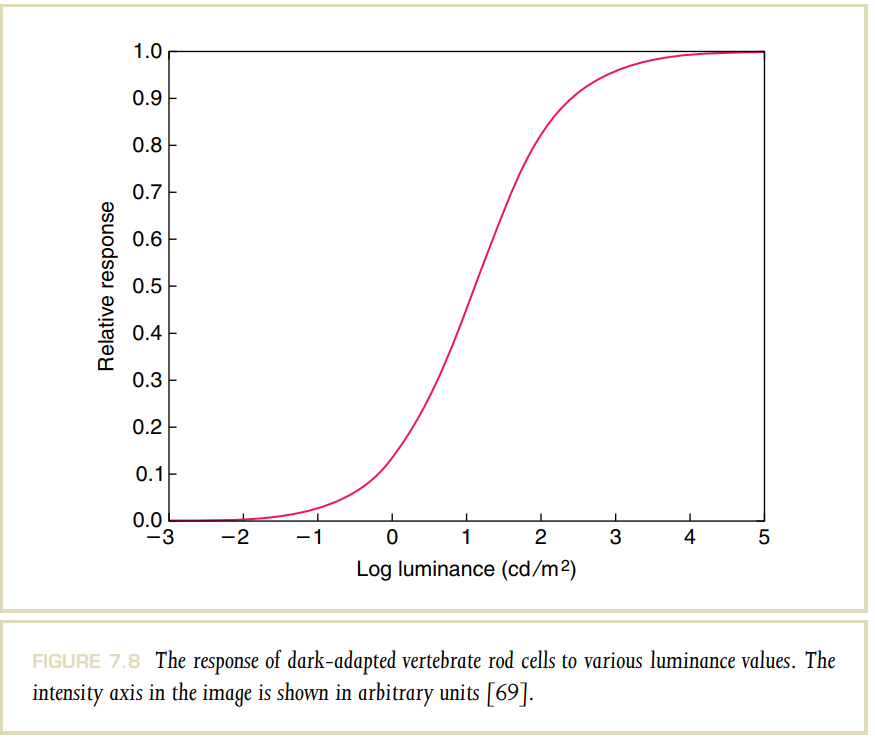 1.0
0.9
0.8
0.7
0.6
0.5
0.4
0.3
0.2
0.1
0.0
Relative response
−3 −2 −1 0 1 2 3 4 5
Log luminance (cd/m²)
FIGURE 7.8 The response of dark-adapted vertebrate rod cells to various luminance values. The
intensity axis in the image is shown in arbitrary units [69].